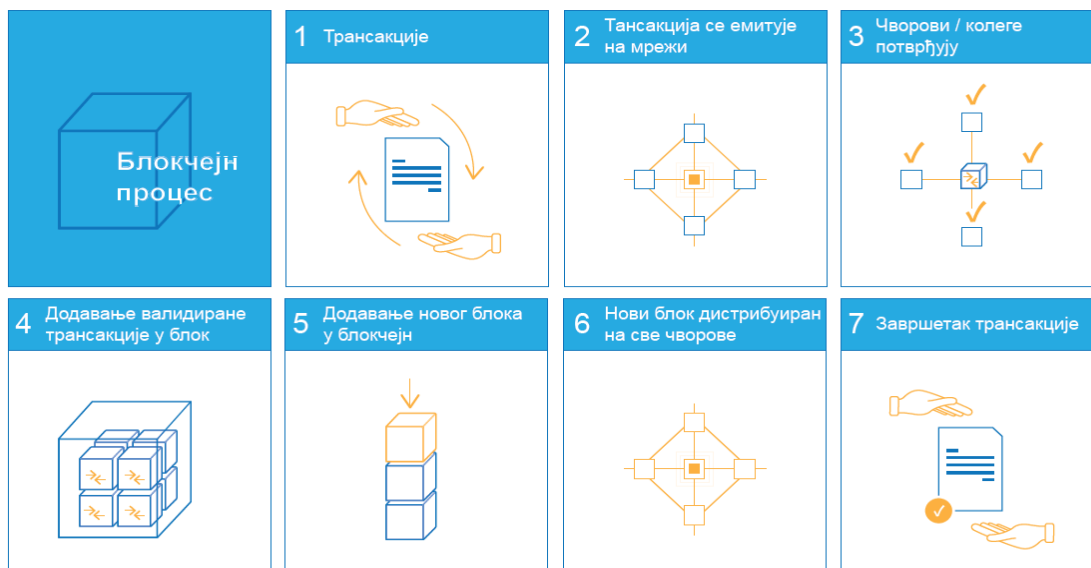 Блокчејн
процес
1 Трансакције
2 Тансакција се емитује
на мрежи
3 Чворови / колеге
потврђују
4 Додавање валидиране
трансакције у блок
5 Додавање новог блока
у блокчејн
6 Нови блок дистрибуиран
на све чворове
7 Завршетак трансакције